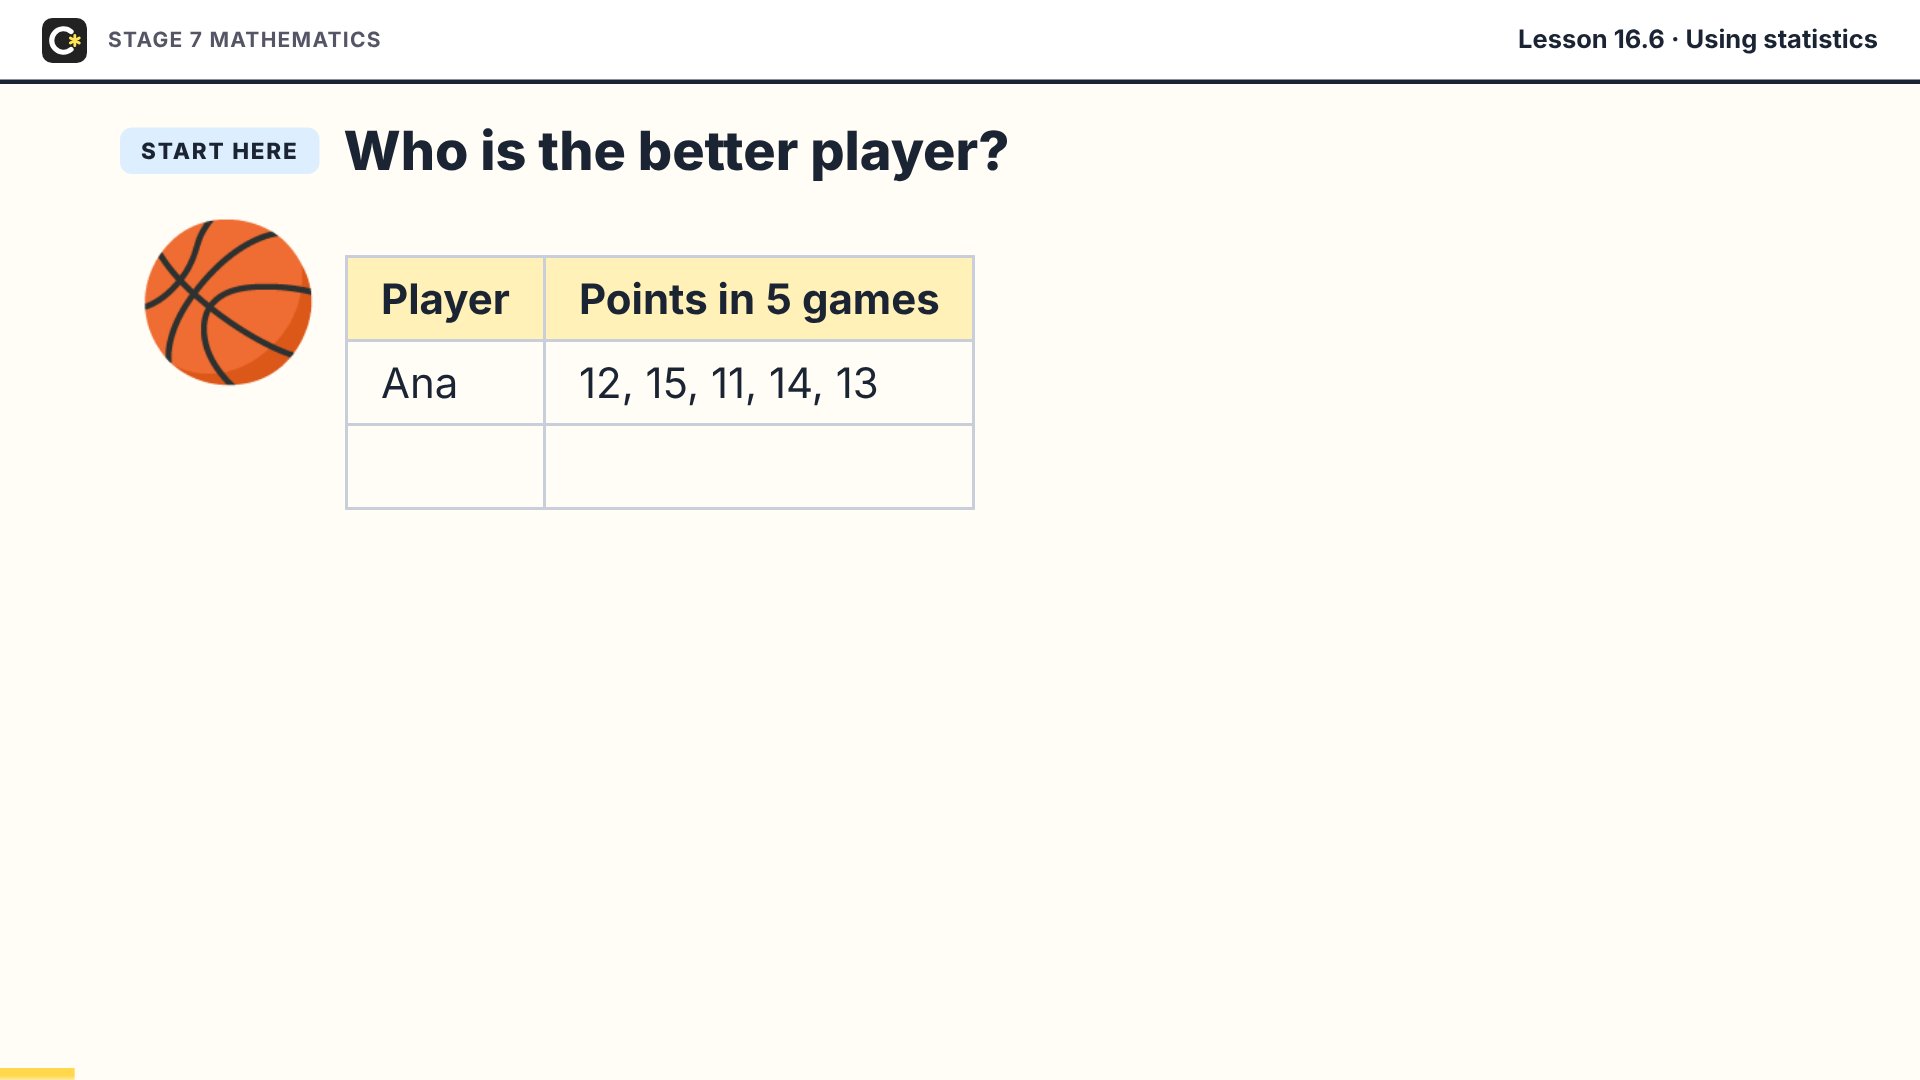 STAGE 7 MATHEMATICS
Lesson 16.6 · Using statistics
START HERE
Who is the better player?
Player Points in 5 games
Ana 12, 15, 11, 14, 13